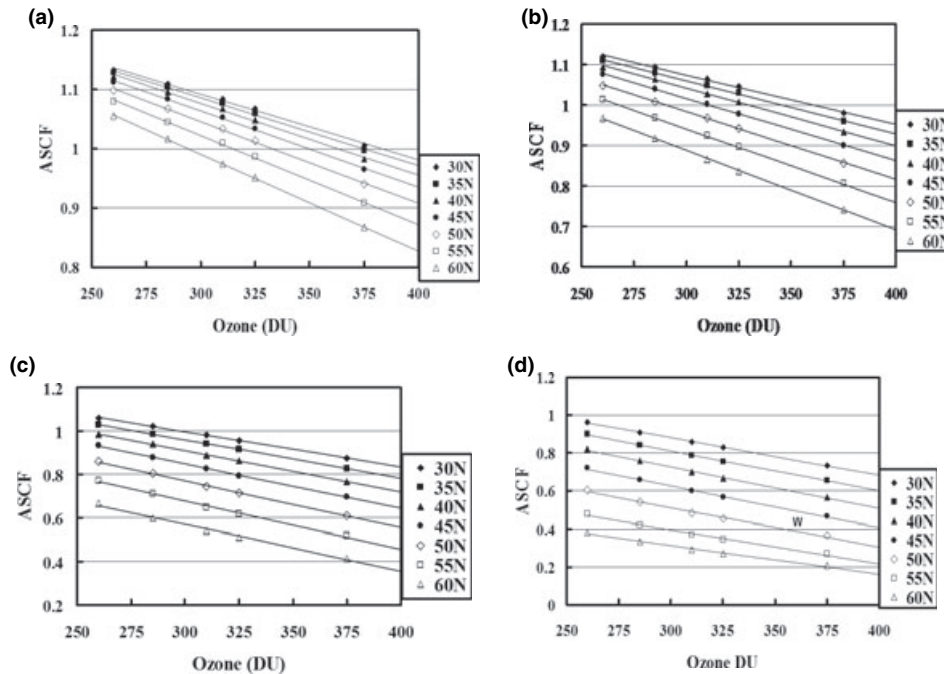 (a)
1.2
1.1
1
0.9
0.8
ASCF
250 275 300 325 350 375 400
Ozone (DU)
30N
35N
40N
45N
50N
55N
60N
(b)
1.2
1.1
1
0.9
0.8
0.7
0.6
ASCF
250 275 300 325 350 375 400
Ozone (DU)
30N
35N
40N
45N
50N
55N
60N
(c)
1.2
1
0.8
0.6
0.4
0.2
ASCF
250 275 300 325 350 375 400
Ozone (DU)
30N
35N
40N
45N
50N
55N
60N
(d)
1.2
1
0.8
0.6
0.4
0.2
0
ASCF
W
250 275 300 325 350 375 400
Ozone DU
30N
35N
40N
45N
50N
55N
60N